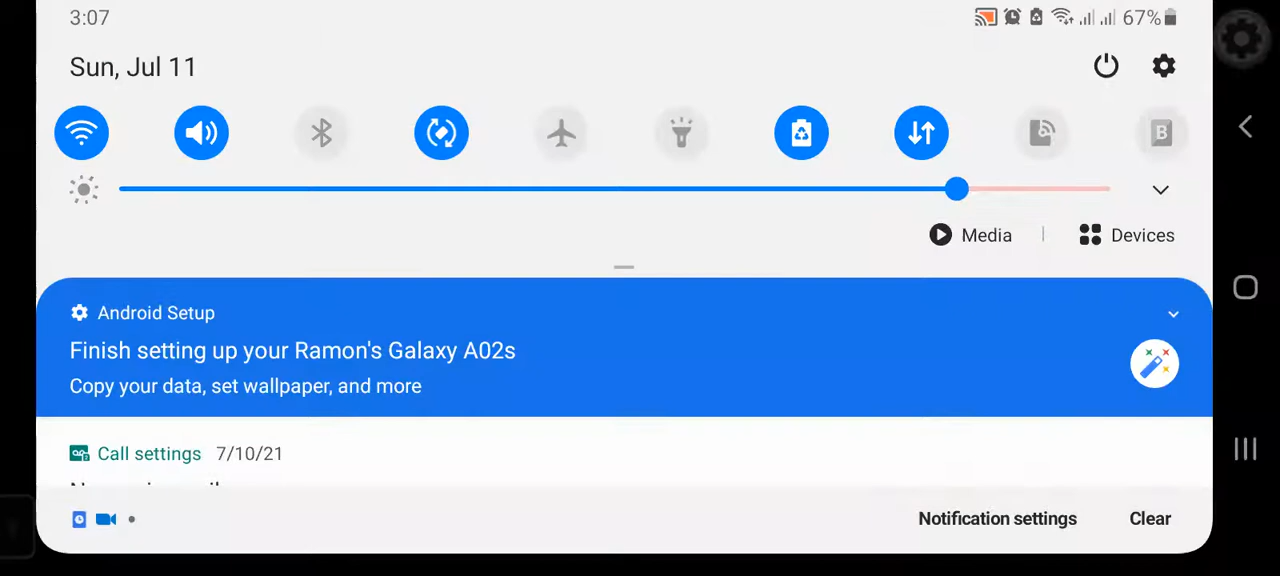 3:07
67%
Sun, Jul 11
B
Media
Devices
Android Setup
Finish setting up your Ramon's Galaxy A02s
Copy your data, set wallpaper, and more
Call settings 7/10/21
Notification settings
Clear